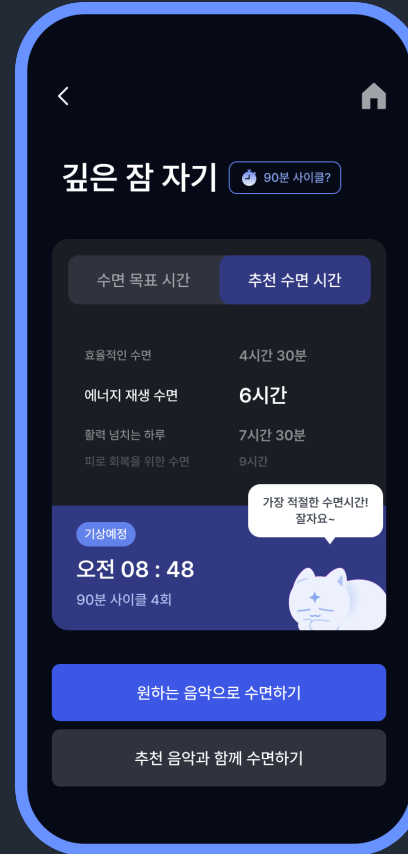 깊은 잠 자기
90분 사이클?
수면 목표 시간
추천 수면 시간
효율적인 수면 4시간 30분
에너지 재생 수면 6시간
활력 넘치는 하루 7시간 30분
피로 회복을 위한 수면 9시간
가장 적절한 수면시간!
잘자요~
기상예정
오전 08 : 48
90분 사이클 4회
원하는 음악으로 수면하기
추천 음악과 함께 수면하기